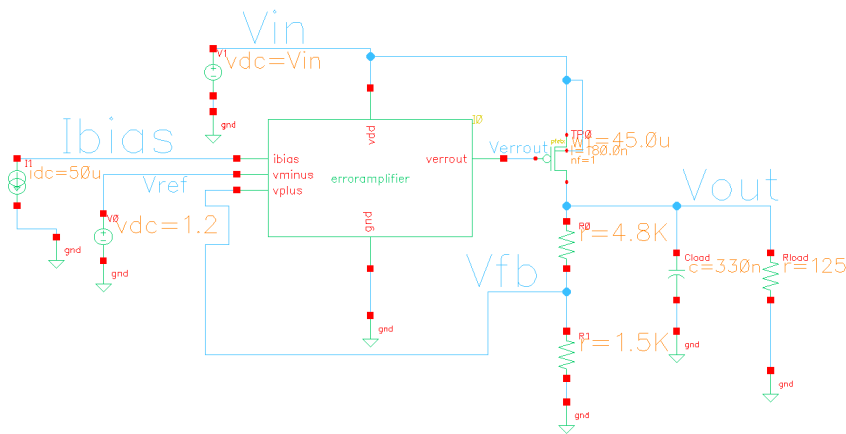 Vin
V1
vdc=Vin
gnd
I0
vdd
Ibias
I1
idc=50u
gnd
ibias
vminus
vplus
verrout
erroramplifier
gnd
gnd
Vref
V0
vdc=1.2
gnd
Verrout
TP0
w=45.0u
l=180.0n
nf=1
Vout
R0
r=4.8K
Cload
c=330n
gnd
Rload
r=125
gnd
Vfb
R1
r=1.5K
gnd